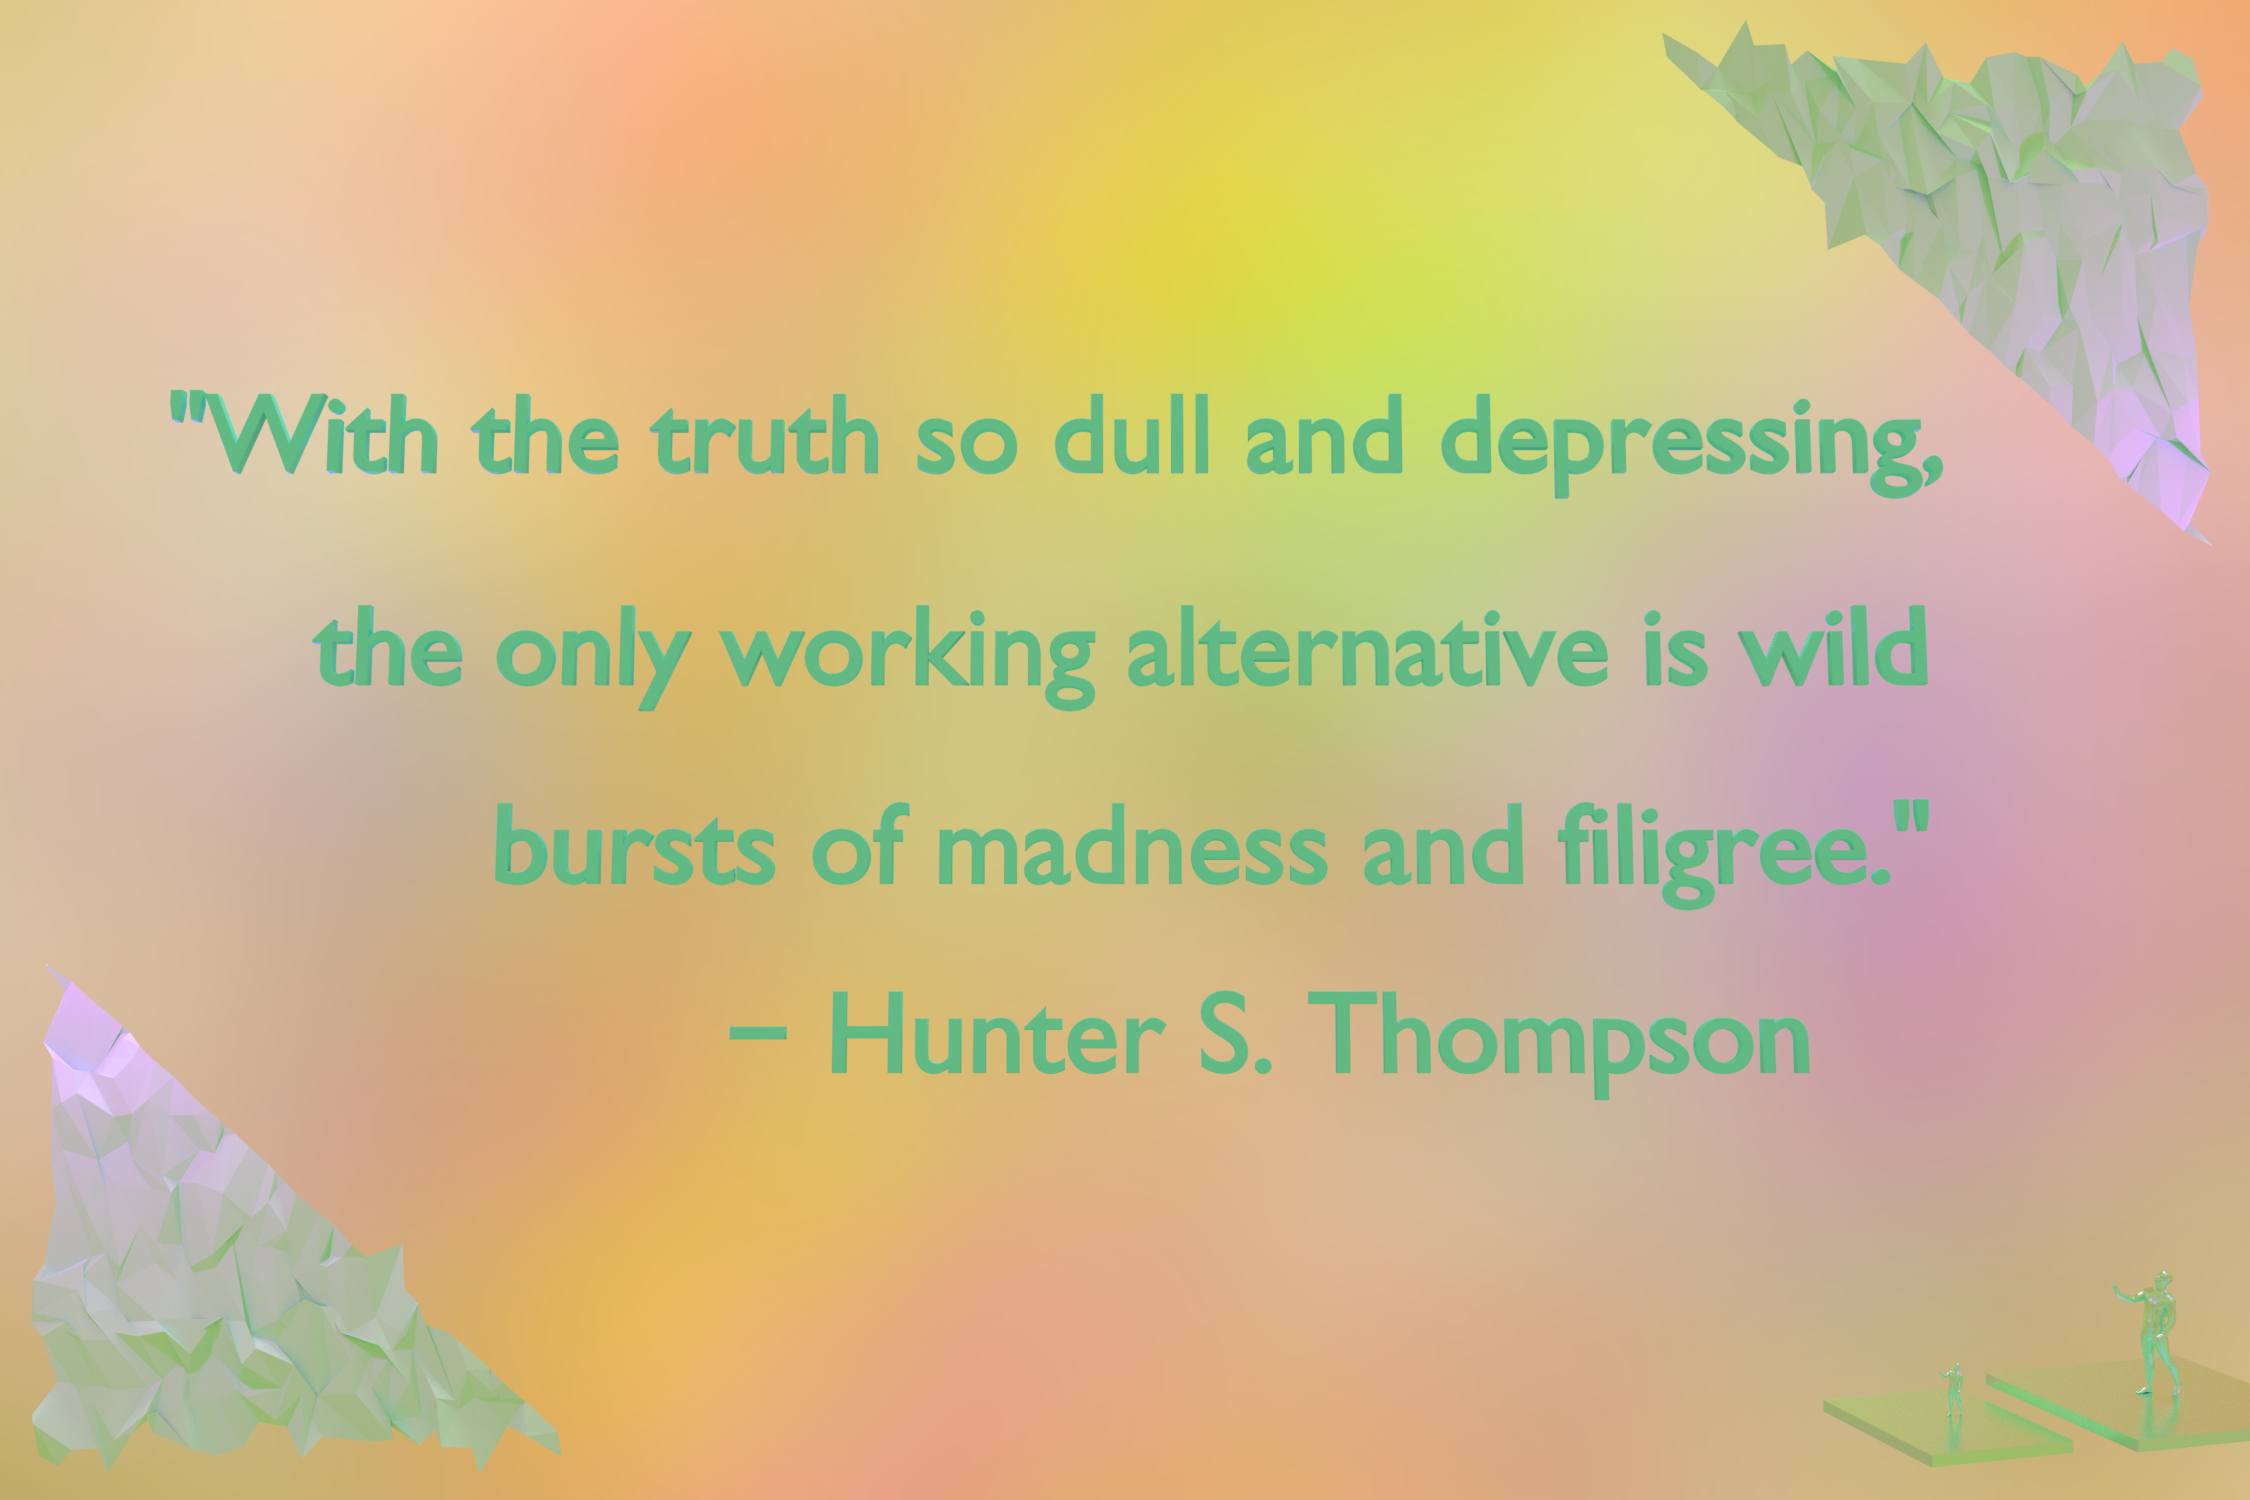 "With the truth so dull and depressing,
the only working alternative is wild
bursts of madness and filigree."
– Hunter S. Thompson